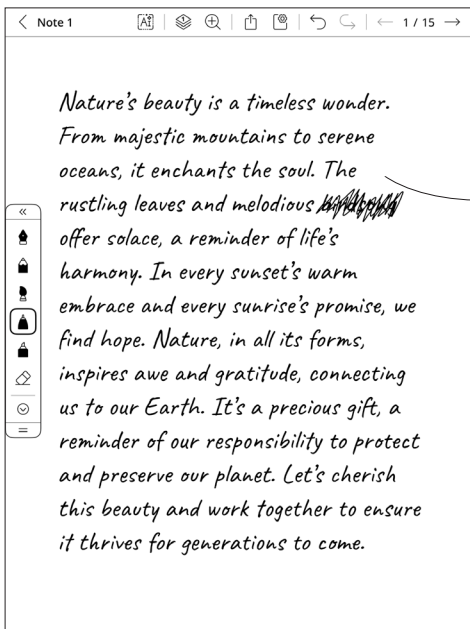 Note 1
1 / 15
Nature's beauty is a timeless wonder.
From majestic mountains to serene
oceans, it enchants the soul. The
rustling leaves and melodious
offer solace, a reminder of life's
harmony. In every sunset's warm
embrace and every sunrise's promise, we
find hope. Nature, in all its forms,
inspires awe and gratitude, connecting
us to our Earth. It's a precious gift, a
reminder of our responsibility to protect
and preserve our planet. Let's cherish
this beauty and work together to ensure
it thrives for generations to come.